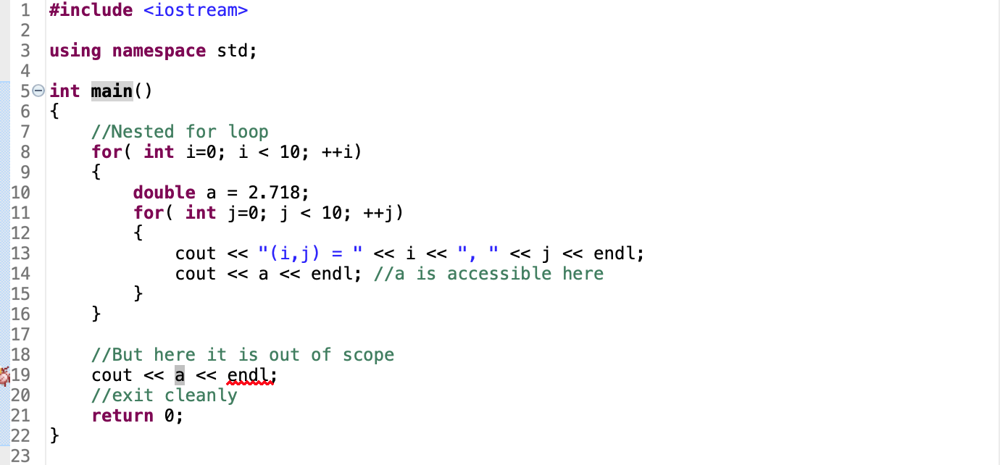 1 #include <iostream>
2
3 using namespace std;
4
5 int main()
6 {
7     //Nested for loop
8     for( int i=0; i < 10; ++i)
9     {
10         double a = 2.718;
11         for( int j=0; j < 10; ++j)
12         {
13             cout << "(i,j) = " << i << ", " << j << endl;
14             cout << a << endl; //a is accessible here
15         }
16     }
17
18     //But here it is out of scope
19     cout << a << endl;
20     //exit cleanly
21     return 0;
22 }
23